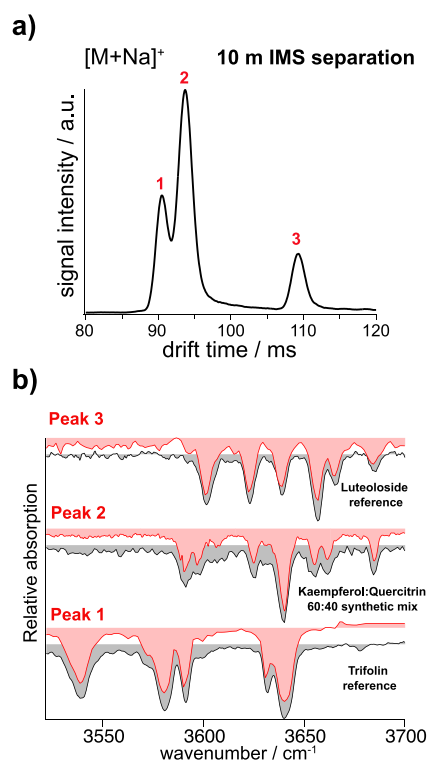 a)
[M+Na]+ 10 m IMS separation
2
1
3
signal intensity / a.u.
80 90 100 110 120
drift time / ms
b)
Peak 3
Luteoloside
reference
Peak 2
Kaempferol:Quercitrin
60:40 synthetic mix
Peak 1
Trifolin
reference
Relative absorption
3550 3600 3650 3700
wavenumber / cm-1